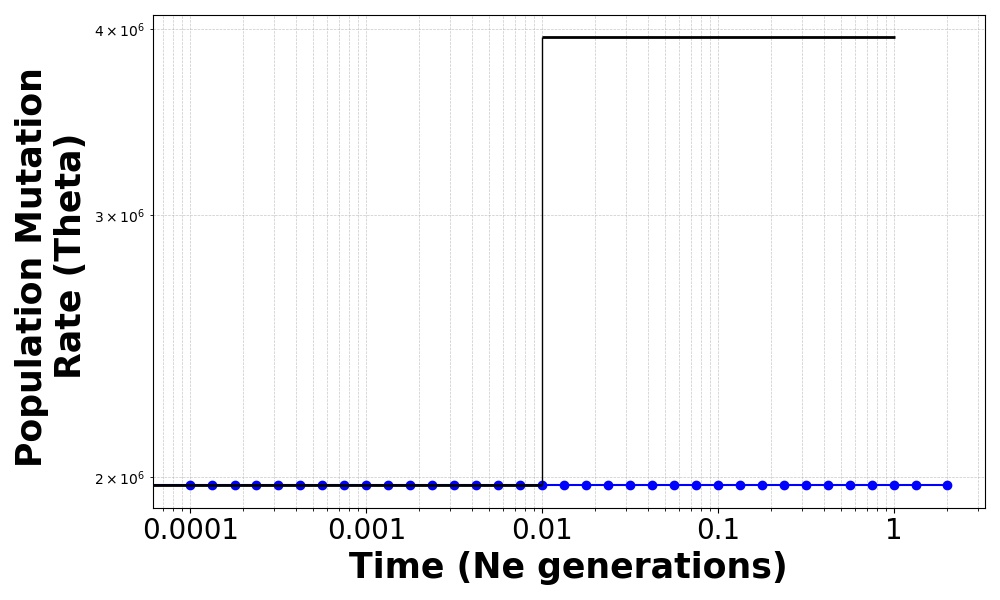 Population Mutation
Rate (Theta)
4 × 10⁶
3 × 10⁶
2 × 10⁶
0.0001 0.001 0.01 0.1 1
Time (Ne generations)